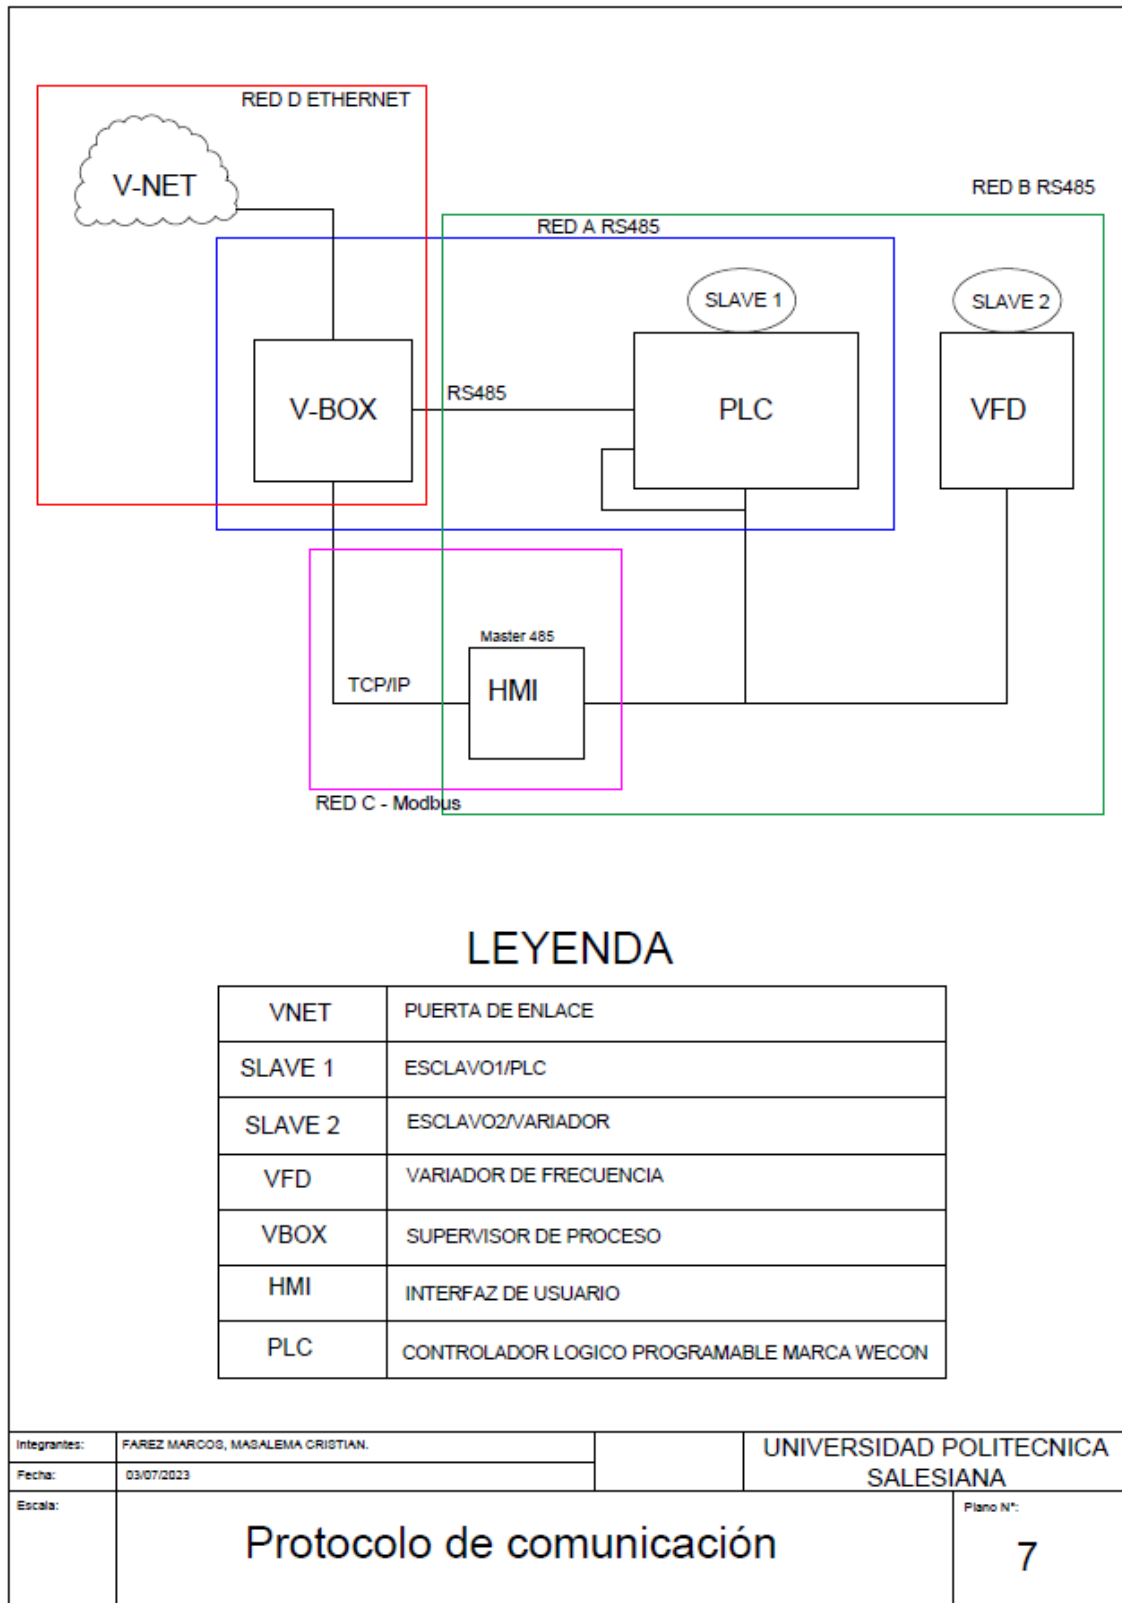 RED D ETHERNET
V-NET
RED B RS485
RED A RS485
SLAVE 1
SLAVE 2
V-BOX
RS485
PLC
VFD
Master 485
TCP/IP
HMI
RED C - Modbus
LEYENDA
VNET PUERTA DE ENLACE
SLAVE 1 ESCLAVO1/PLC
SLAVE 2 ESCLAVO2/VARIADOR
VFD VARIADOR DE FRECUENCIA
VBOX SUPERVISOR DE PROCESO
HMI INTERFAZ DE USUARIO
PLC CONTROLADOR LOGICO PROGRAMABLE MARCA WECON
Integrantes: FAREZ MARCOS, MASALEMA CRISTIAN.
Fecha: 03/07/2023
UNIVERSIDAD POLITECNICA
SALESIANA
Escala:
Protocolo de comunicación
Plano N°:
7